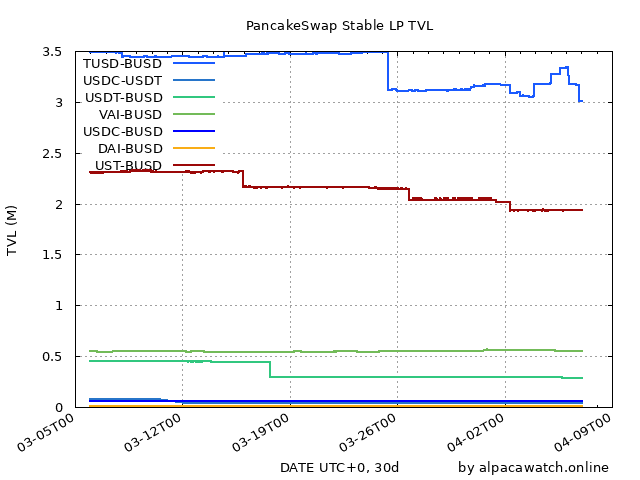 PancakeSwap Stable LP TVL
3.5
3
2.5
2
1.5
1
0.5
0
TVL (M)
TUSD-BUSD
USDC-USDT
USDT-BUSD
VAI-BUSD
USDC-BUSD
DAI-BUSD
UST-BUSD
03-05T00
03-12T00
03-19T00
03-26T00
04-02T00
04-09T00
DATE UTC+0, 30d
by alpacawatch.online